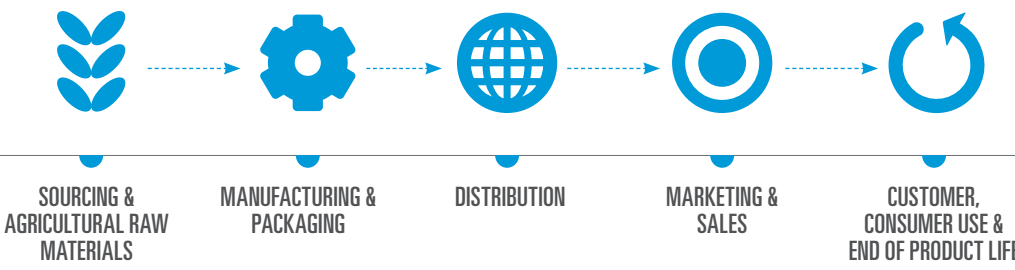 SOURCING &
AGRICULTURAL RAW
MATERIALS
MANUFACTURING &
PACKAGING
DISTRIBUTION
MARKETING &
SALES
CUSTOMER,
CONSUMER USE &
END OF PRODUCT LIFE